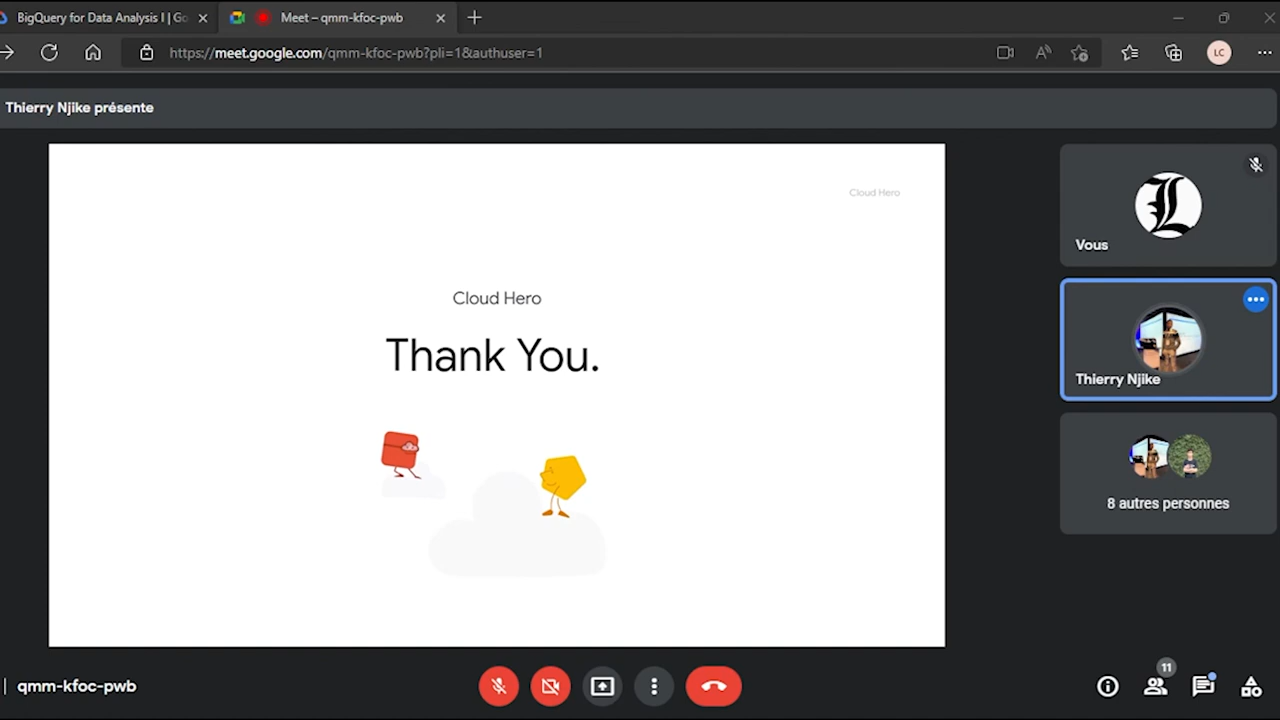 BigQuery for Data Analysis I | Go
Meet – qmm-kfoc-pwb
https://meet.google.com/qmm-kfoc-pwb?pli=1&authuser=1
LC
Thierry Njike présente
Cloud Hero
Cloud Hero
Thank You.
L
Vous
Thierry Njike
8 autres personnes
qmm-kfoc-pwb
11